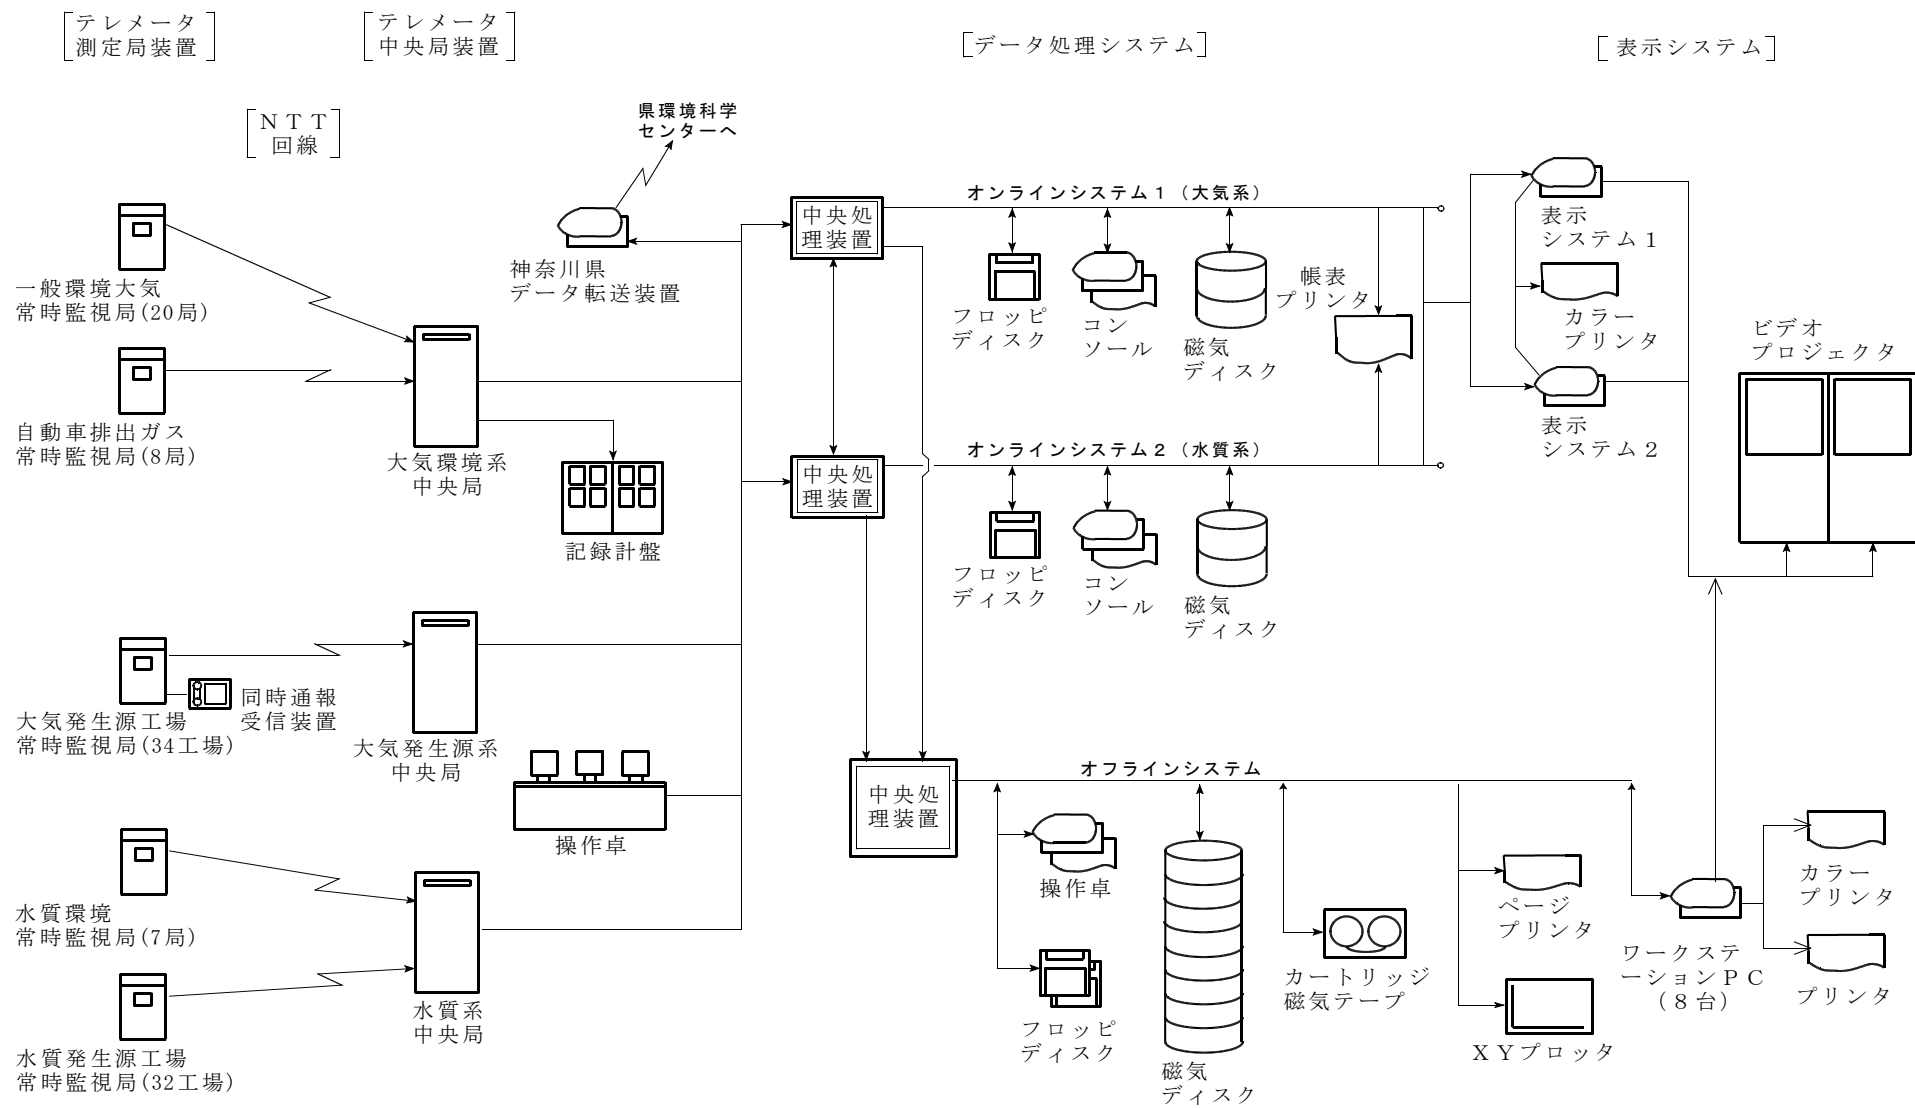 テレメータ
測定局装置
テレメータ
中央局装置
データ処理システム
表示システム
ＮＴＴ
回線
県環境科学
センターへ
神奈川県
データ転送装置
一般環境大気
常時監視局(20局)
自動車排出ガス
常時監視局(8局)
大気環境系
中央局
記録計盤
大気発生源工場
常時監視局(34工場)
同時通報
受信装置
大気発生源系
中央局
操作卓
水質環境
常時監視局(7局)
水質系
中央局
水質発生源工場
常時監視局(32工場)
中央処
理装置
オンラインシステム１（大気系）
フロッピ
ディスク
コン
ソール
磁気
ディスク
帳表
プリンタ
中央処
理装置
オンラインシステム２（水質系）
フロッピ
ディスク
コン
ソール
磁気
ディスク
表示
システム１
カラー
プリンタ
表示
システム２
ビデオ
プロジェクタ
中央処
理装置
オフラインシステム
操作卓
フロッピ
ディスク
磁気
ディスク
カートリッジ
磁気テープ
ページ
プリンタ
ＸＹプロッタ
ワークステ
ーションＰＣ
（８台）
カラー
プリンタ
プリンタ